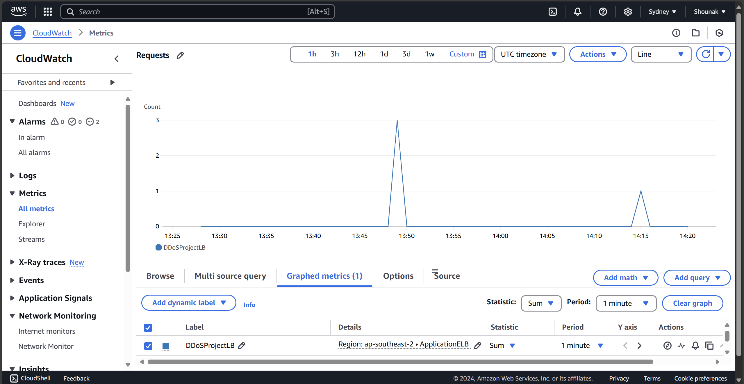 aws
Search [Alt+S] Sydney Shounak
CloudWatch Metrics
CloudWatch
Favorites and recents
Dashboards New
Alarms 0 0 2
In alarm
All alarms
Logs
Metrics
All metrics
Explorer
Streams
X-Ray traces New
Events
Application Signals
Network Monitoring
Internet monitors
Network Monitor
Insights
Requests 1h 3h 12h 1d 3d 1w Custom UTC timezone Actions Line
Count
3
2
1
0
13:25 13:30 13:35 13:40 13:45 13:50 13:55 14:00 14:05 14:10 14:15 14:20
DDoSProjectLB
Browse Multi source query Graphed metrics (1) Options Source Add math Add query
Add dynamic label Info Statistic: Sum Period: 1 minute Clear graph
Label Details Statistic Period Y axis Actions
DDoSProjectLB Region: ap-southeast-2 • ApplicationELB Sum 1 minute
CloudShell Feedback © 2024, Amazon Web Services, Inc. or its affiliates. Privacy Terms Cookie preferences